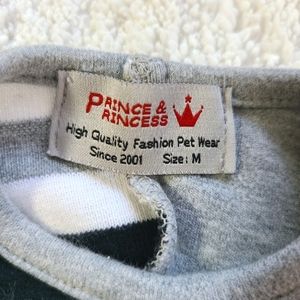 PRINCE &
PRINCESS
High Quality Fashion Pet Wear
Since 2001 Size: M